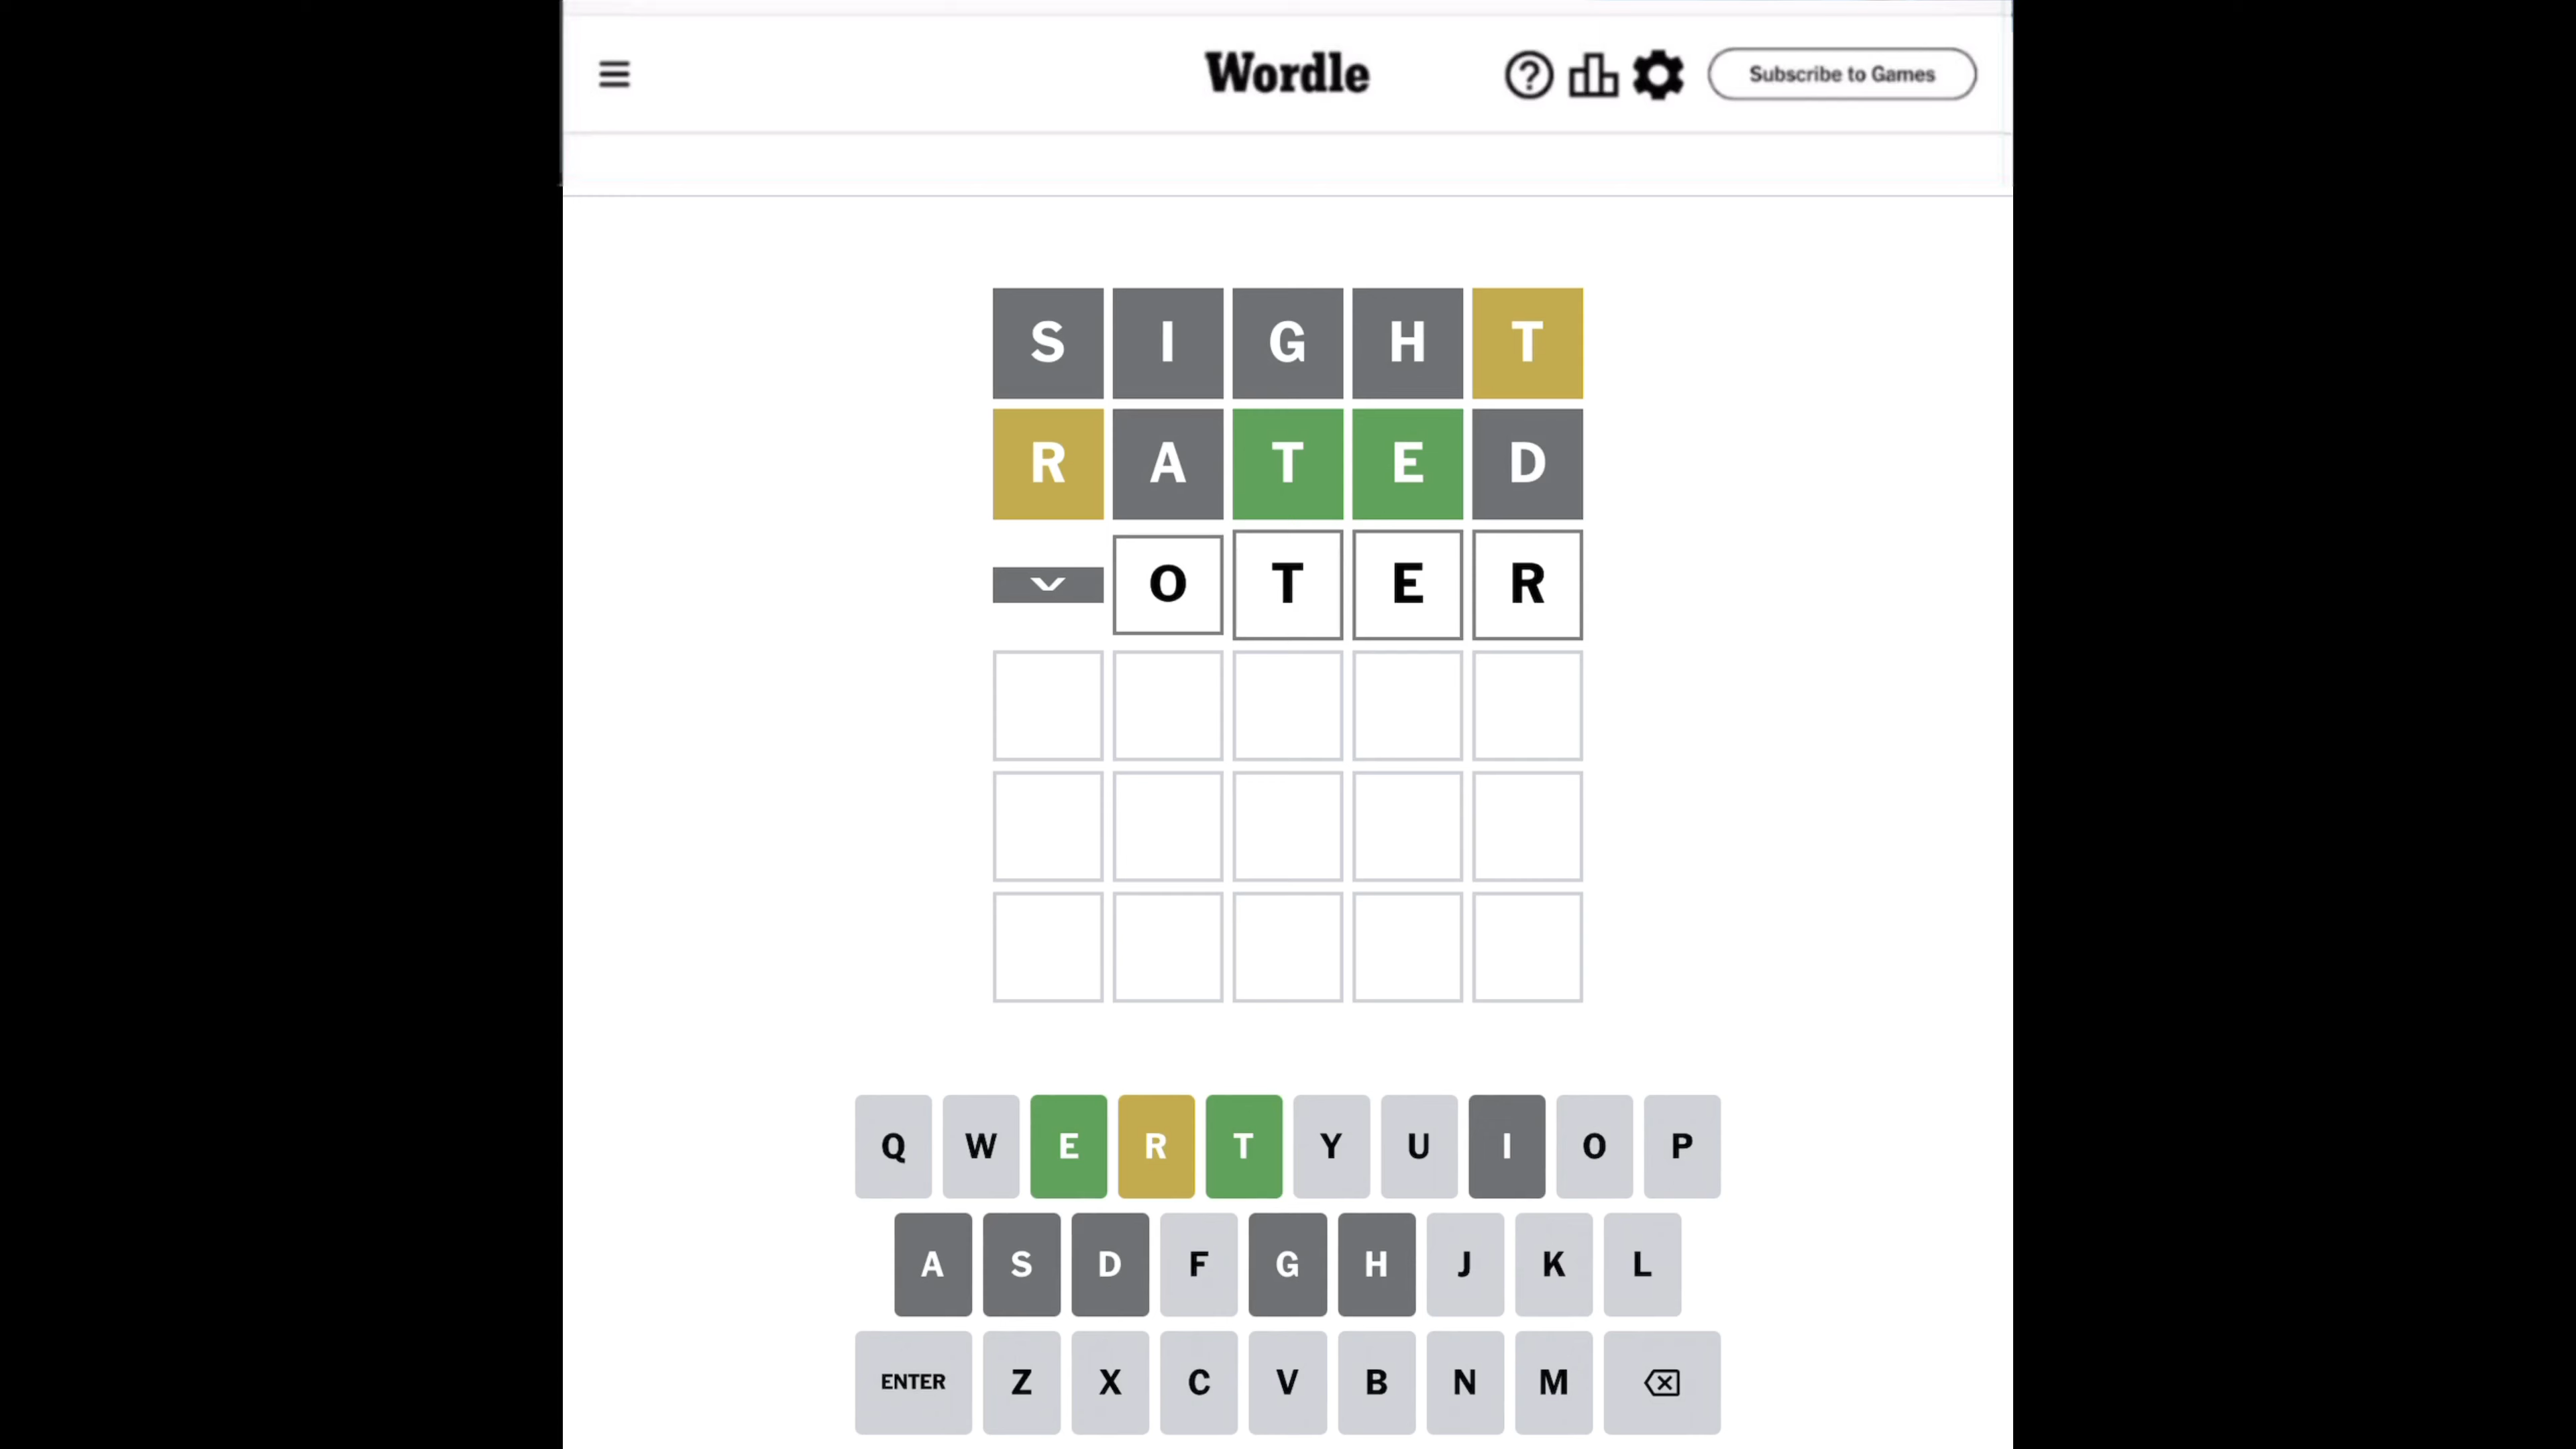 Wordle
Subscribe to Games
S I G H T
R A T E D
V O T E R
Q W E R T Y U I O P
A S D F G H J K L
ENTER Z X C V B N M